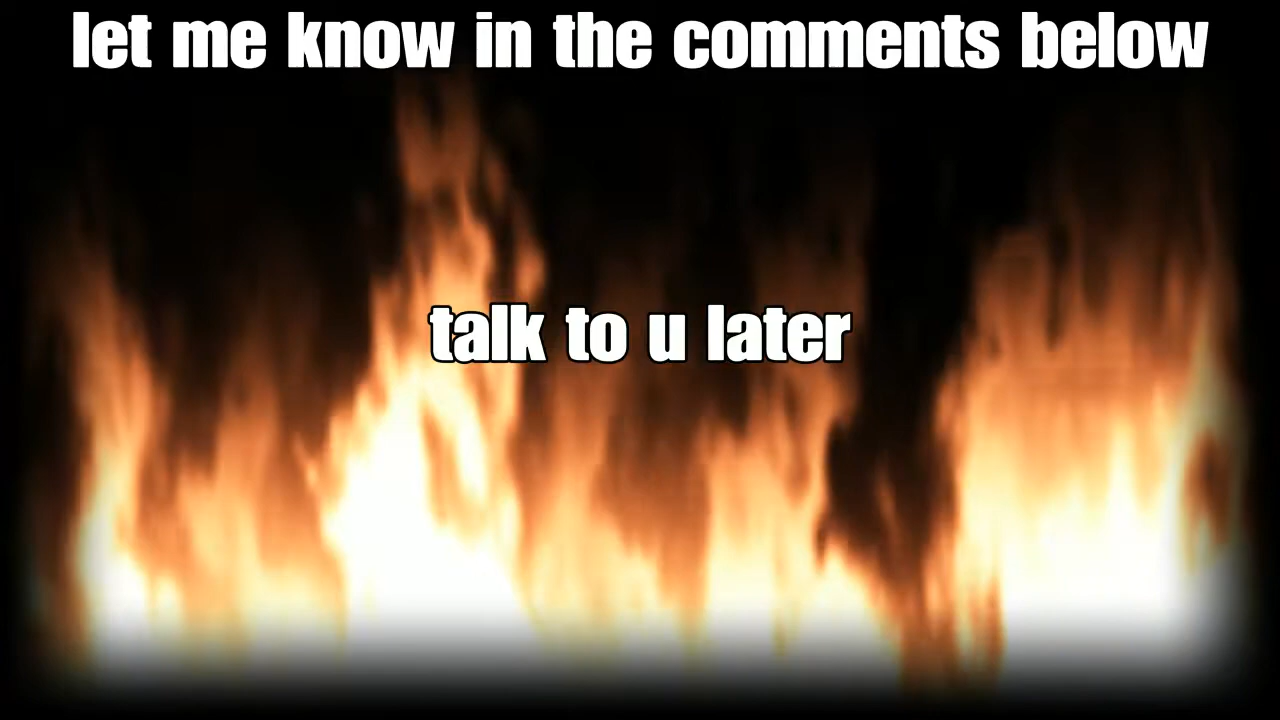 let me know in the comments below
talk to u later